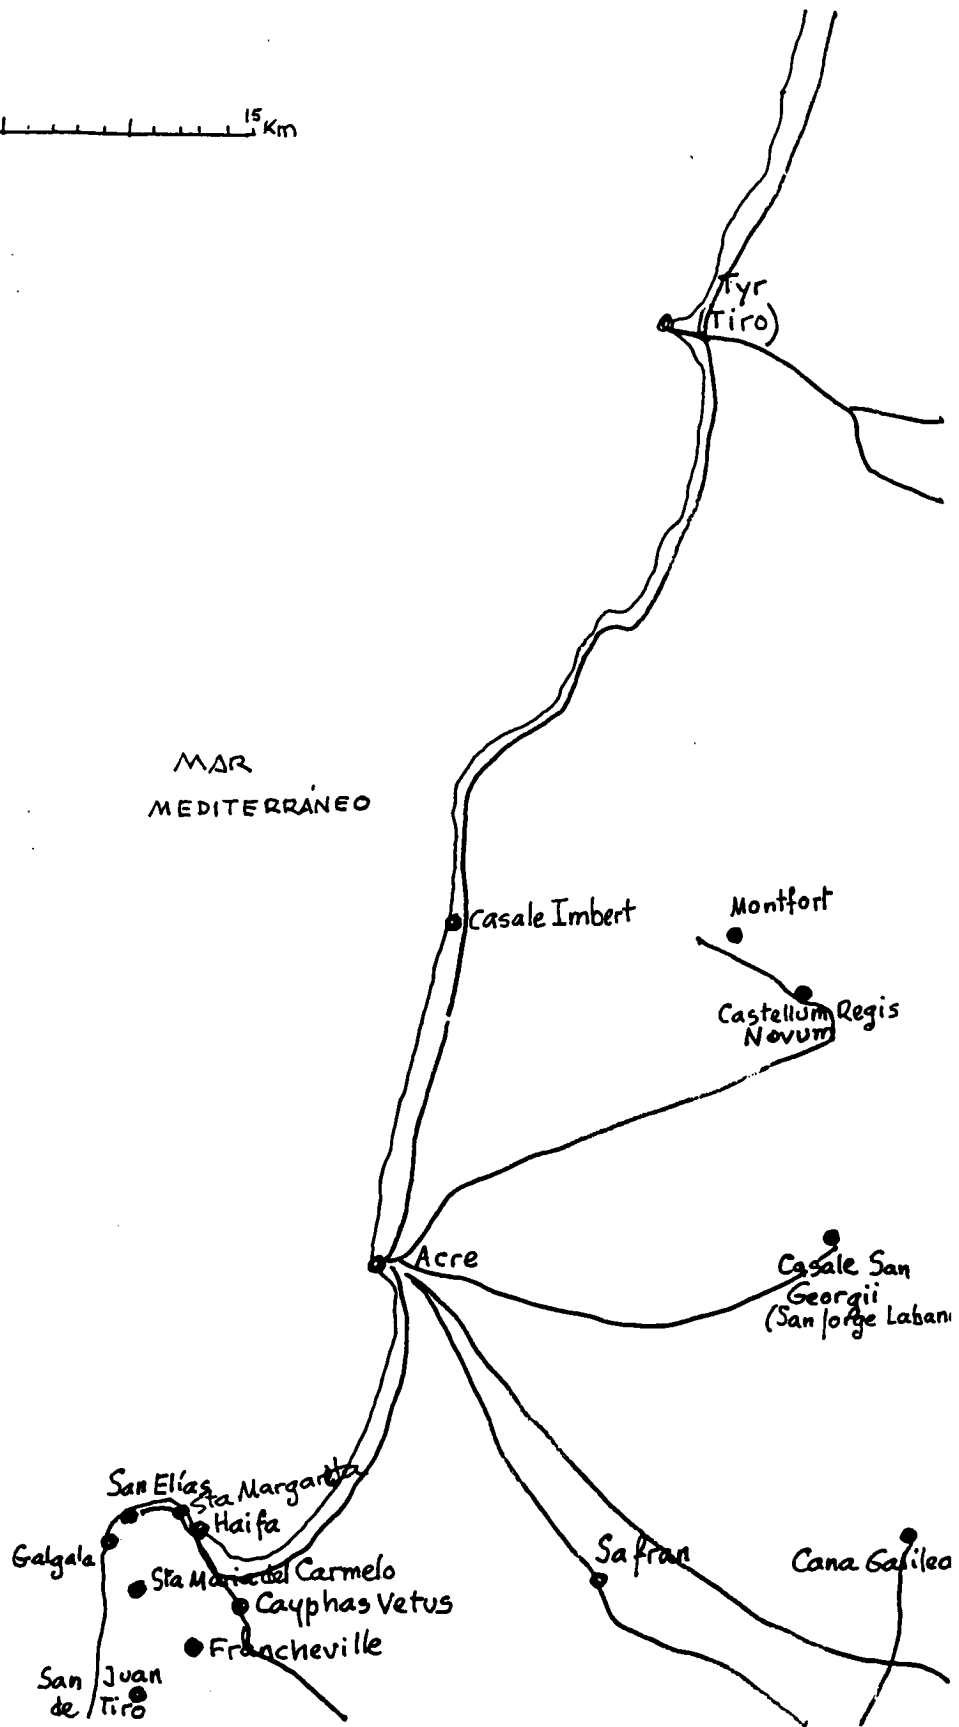 15 Km
Tyr
(Tiro)
MAR
MEDITERRÁNEO
Casale Imbert
Montfort
Castellum Regis
Novum
Acre
Casale San
Georgii
(San Jorge Laban
San Elías
Sta Margarita
Haifa
Galgala
Safran
Cana Galileo
Sta Maria del Carmelo
Cayphas Vetus
Francheville
San Juan
de Tiro